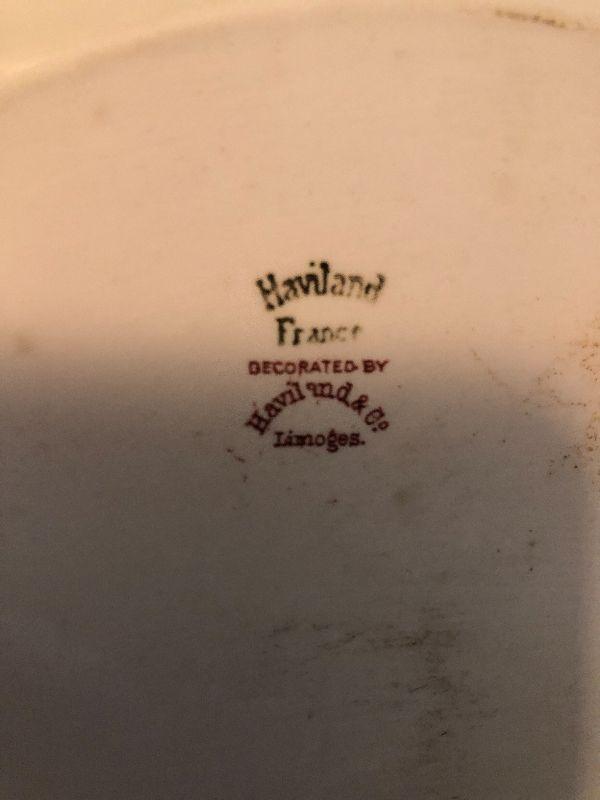 Haviland
France
DECORATED BY
Haviland & Co
Limoges.